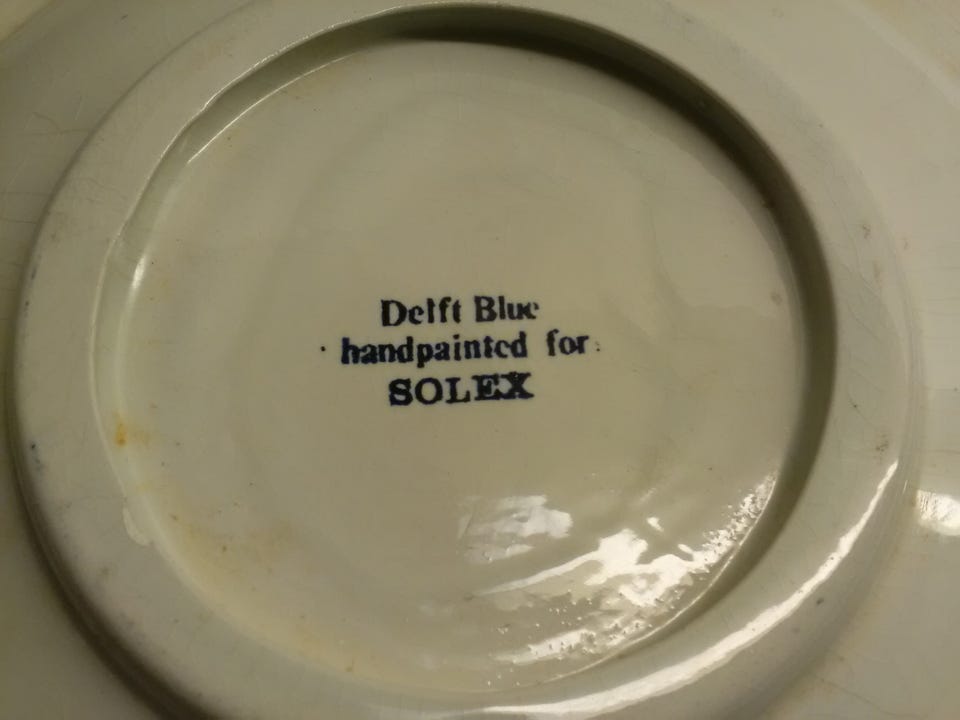 Delft Blue
handpainted for
SOLEX